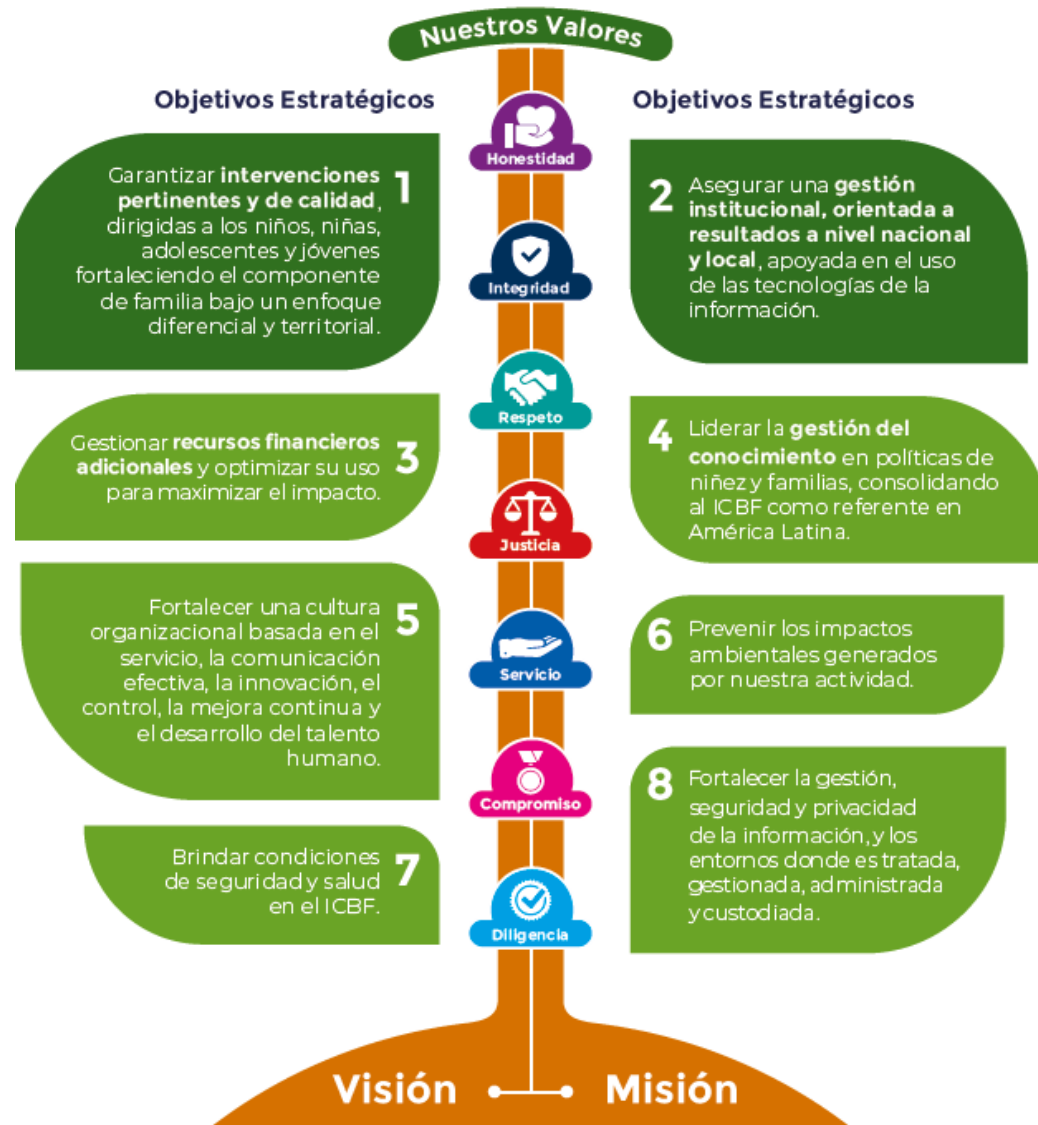 Nuestros Valores
Objetivos Estratégicos
Objetivos Estratégicos
Honestidad
Integridad
Respeto
Justicia
Servicio
Compromiso
Diligencia
1
Garantizar intervenciones
pertinentes y de calidad,
dirigidas a los niños, niñas,
adolescentes y jóvenes
fortaleciendo el componente
de familia bajo un enfoque
diferencial y territorial.
2
Asegurar una gestión
institucional, orientada a
resultados a nivel nacional
y local, apoyada en el uso
de las tecnologías de la
información.
3
Gestionar recursos financieros
adicionales y optimizar su uso
para maximizar el impacto.
4
Liderar la gestión del
conocimiento en políticas de
niñez y familias, consolidando
al ICBF como referente en
América Latina.
5
Fortalecer una cultura
organizacional basada en el
servicio, la comunicación
efectiva, la innovación, el
control, la mejora continua y
el desarrollo del talento
humano.
6
Prevenir los impactos
ambientales generados
por nuestra actividad.
7
Brindar condiciones
de seguridad y salud
en el ICBF.
8
Fortalecer la gestión,
seguridad y privacidad
de la información, y los
entornos donde es tratada,
gestionada, administrada
y custodiada.
Visión
Misión